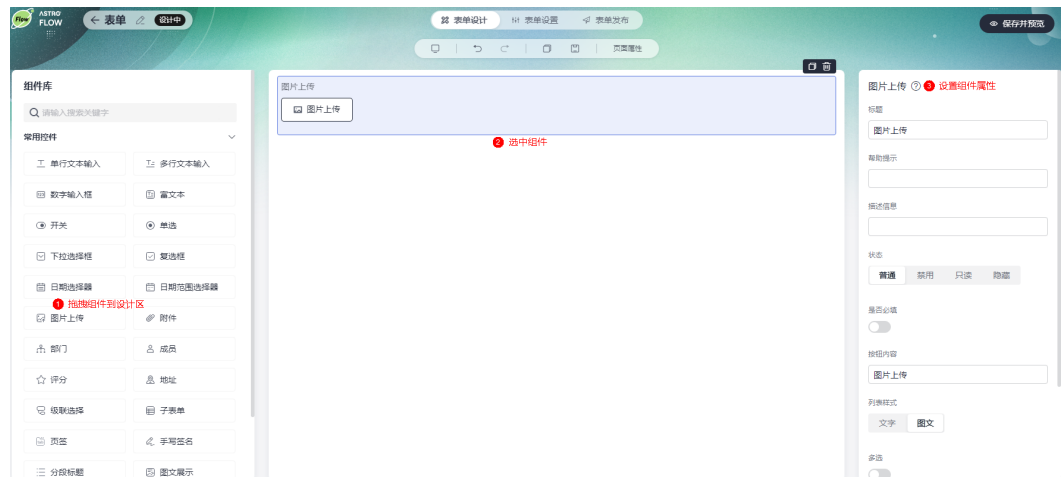 Flow
ASTRO
FLOW
表单
设计中
表单设计
表单设置
表单发布
保存并预览
页面属性
组件库
请输入搜索关键字
常用控件
单行文本输入
多行文本输入
数字输入框
富文本
开关
单选
下拉选择框
复选框
日期选择器
日期范围选择器
1 拖拽组件到设计区
图片上传
附件
部门
成员
评分
地址
级联选择
子表单
页签
手写签名
分段标题
图文展示
图片上传
图片上传
2 选中组件
图片上传 3 设置组件属性
标题
图片上传
帮助提示
描述信息
状态
普通 禁用 只读 隐藏
是否必填
按钮内容
图片上传
列表样式
文字 图文
多选